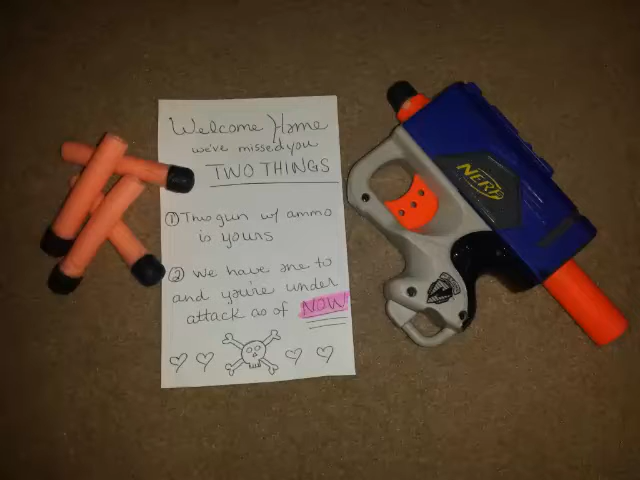 Welcome Home
we've missed you
TWO THINGS
① This gun w/ ammo
is yours
② We have one to
and you're under
attack as of NOW
NERF